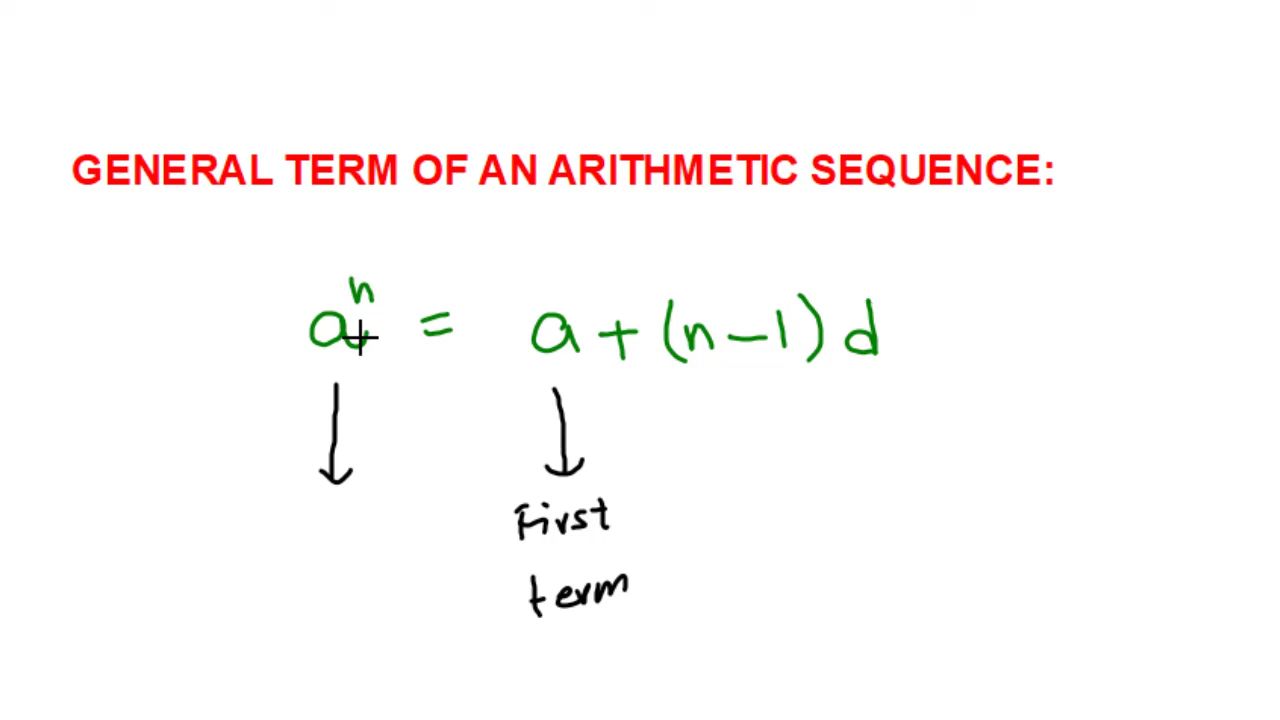 GENERAL TERM OF AN ARITHMETIC SEQUENCE:
aⁿ = a + (n - 1) d
First
term